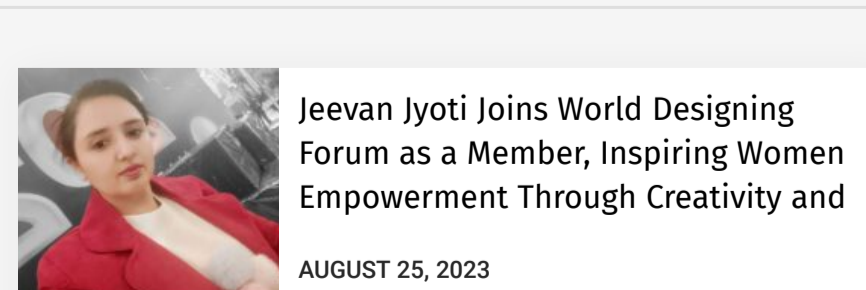 Jeevan Jyoti Joins World Designing
Forum as a Member, Inspiring Women
Empowerment Through Creativity and
AUGUST 25, 2023